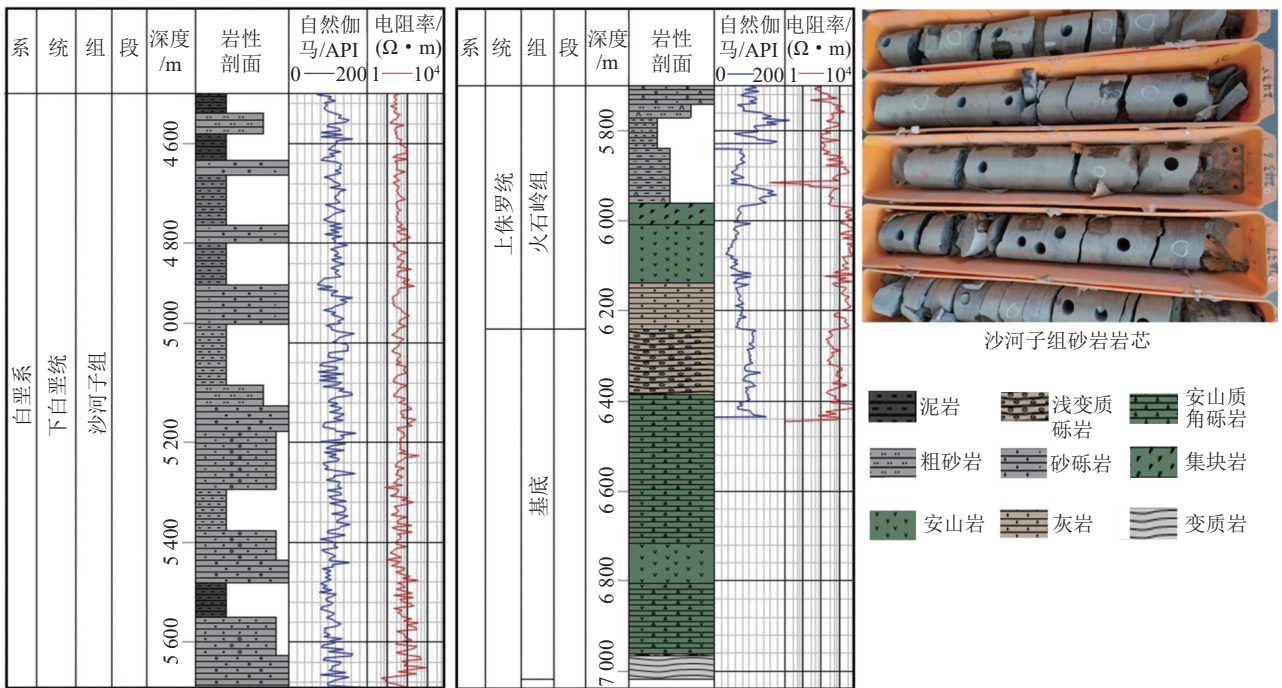 系
统
组
段
深度
/m
岩性
剖面
自然伽
马/API
0 200
电阻率/
(Ω·m)
1 10⁴
白垩系
下白垩统
沙河子组
4 600
4 800
5 000
5 200
5 400
5 600
系
统
组
段
深度
/m
岩性
剖面
自然伽
马/API
0 200
电阻率/
(Ω·m)
1 10⁴
上侏罗统
火石岭组
基底
5 800
6 000
6 200
6 400
6 600
6 800
7 000
沙河子组砂岩岩芯
泥岩
浅变质
砾岩
安山质
角砾岩
粗砂岩
砂砾岩
集块岩
安山岩
灰岩
变质岩